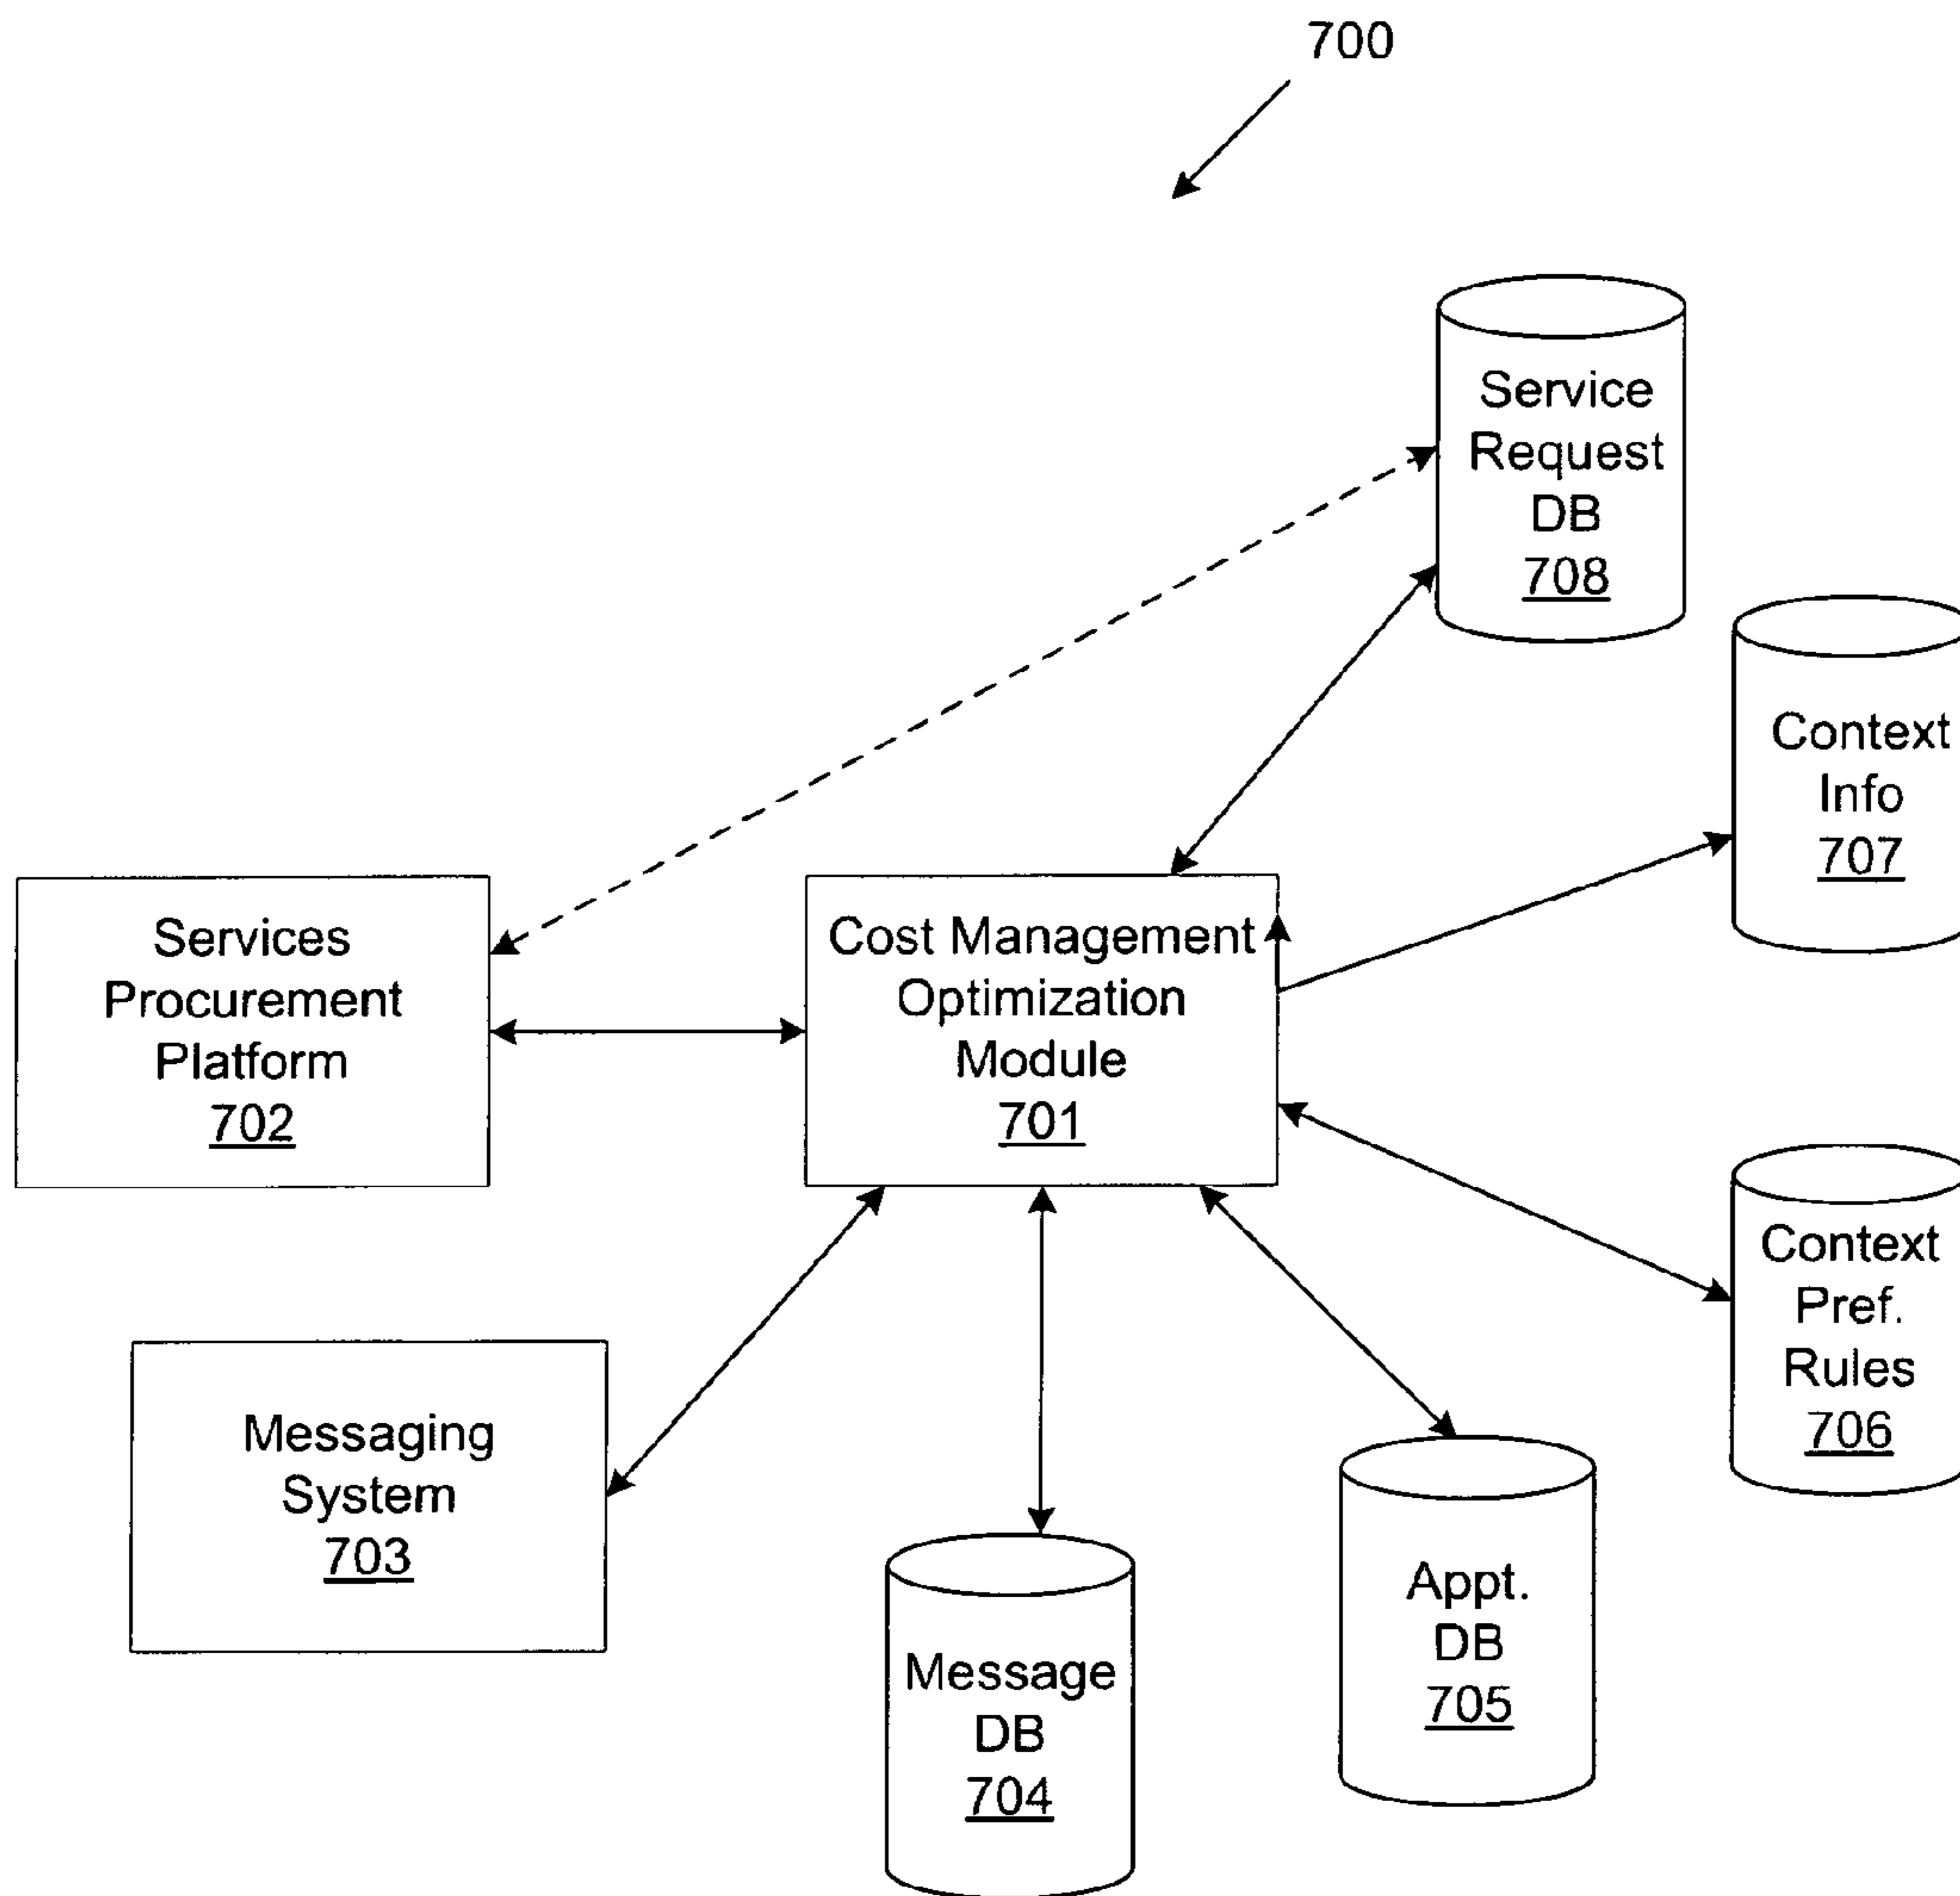 700
Service
Request
DB
708
Context
Info
707
Services
Procurement
Platform
702
Cost Management
Optimization
Module
701
Context
Pref.
Rules
706
Messaging
System
703
Appt.
DB
705
Message
DB
704